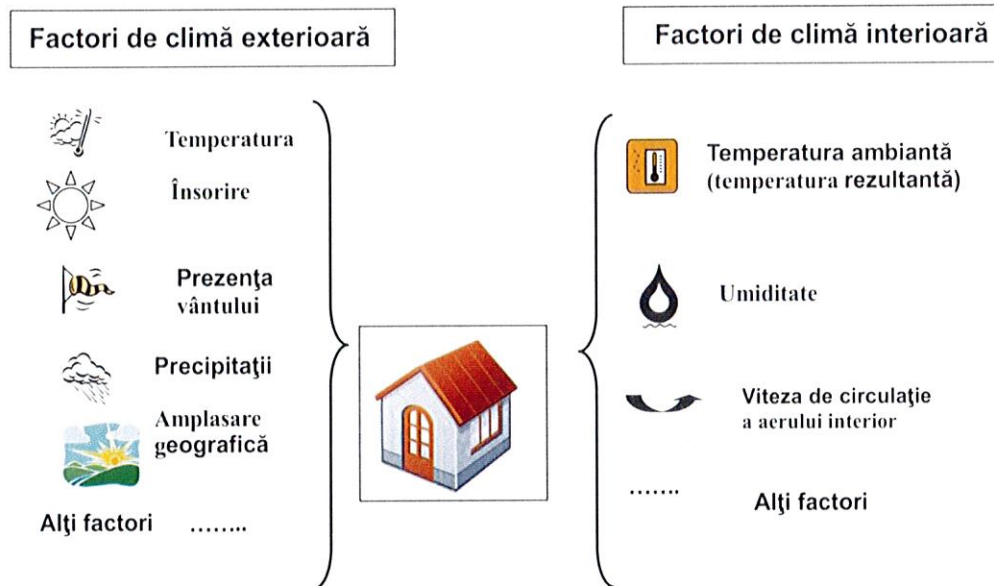 Factori de climă exterioară
Temperatura
Însorire
Prezenţa
vântului
Precipitaţii
Amplasare
geografică
Alţi factori ........
Factori de climă interioară
Temperatura ambiantă
(temperatura rezultantă)
Umiditate
Viteza de circulaţie
a aerului interior
.......
Alţi factori